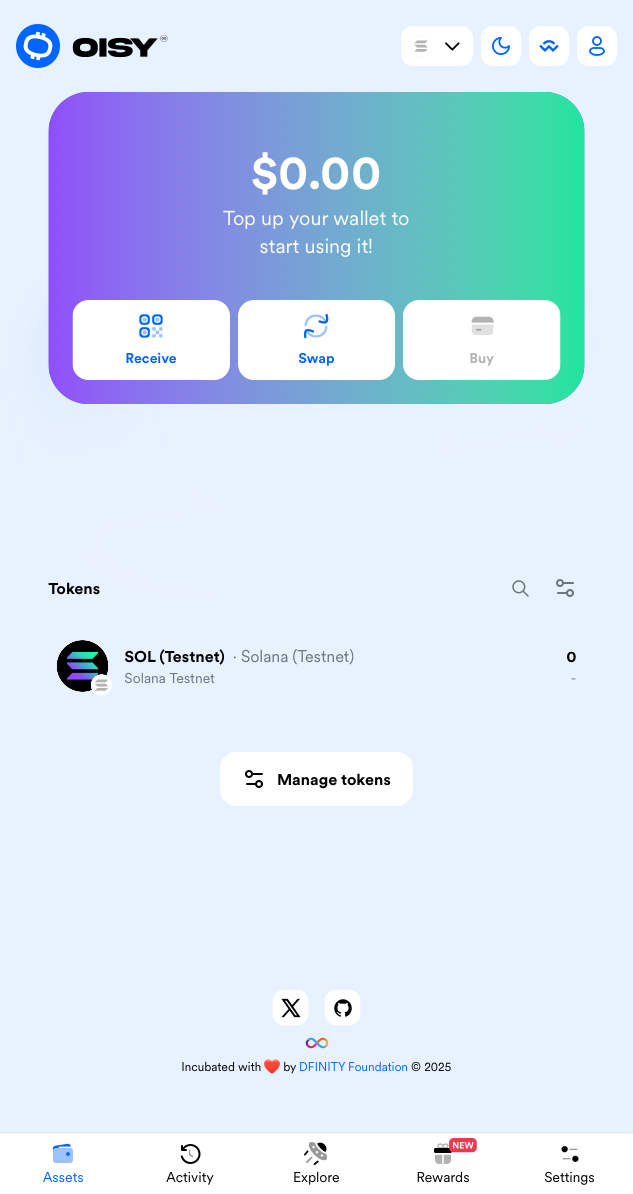 OISY
$0.00
Top up your wallet to
start using it!
Receive
Swap
Buy
Tokens
SOL (Testnet) · Solana (Testnet)
0
Solana Testnet
-
Manage tokens
Incubated with ❤️ by DFINITY Foundation © 2025
NEW
Assets
Activity
Explore
Rewards
Settings